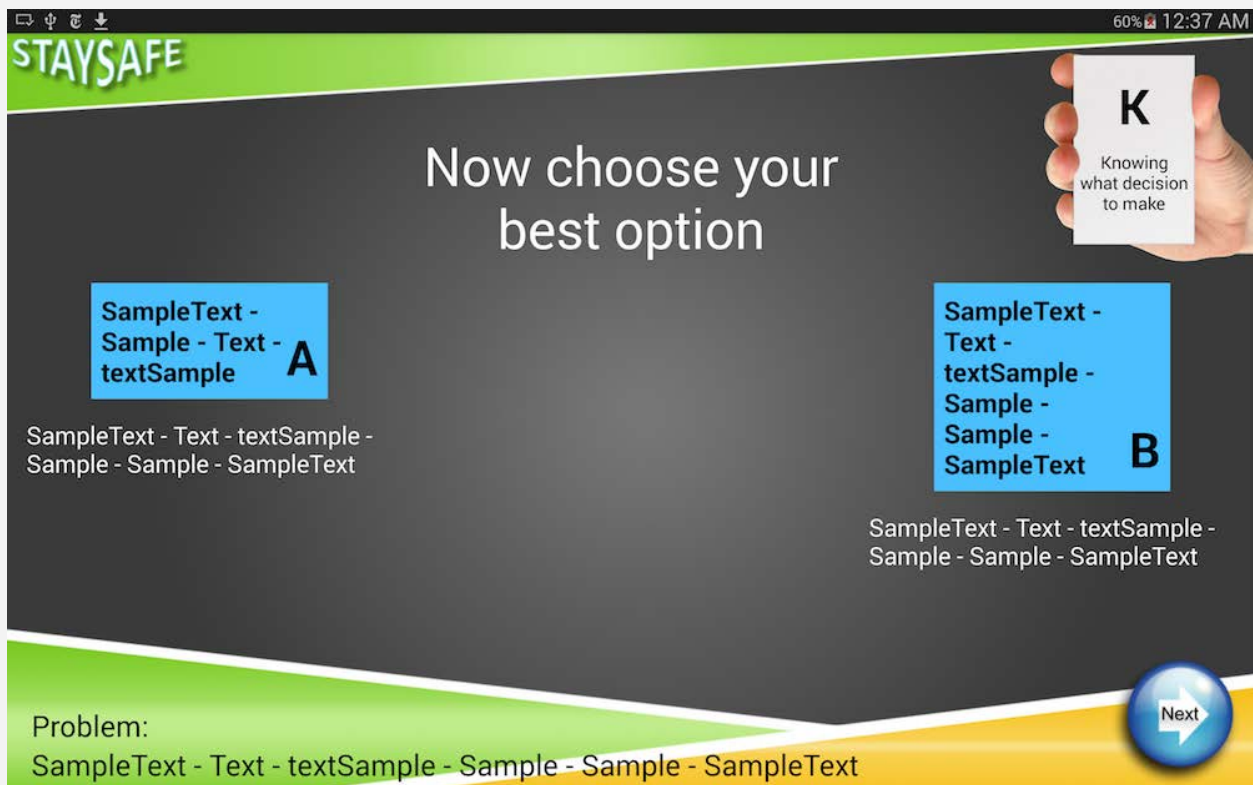 60% 12:37 AM
STAYSAFE
K
Knowing
what decision
to make
Now choose your
best option
SampleText -
Sample - Text -
textSample
A
SampleText - Text - textSample -
Sample - Sample - SampleText
SampleText -
Text -
textSample -
Sample -
Sample -
SampleText
B
SampleText - Text - textSample -
Sample - Sample - SampleText
Problem:
SampleText - Text - textSample - Sample - Sample - SampleText
Next